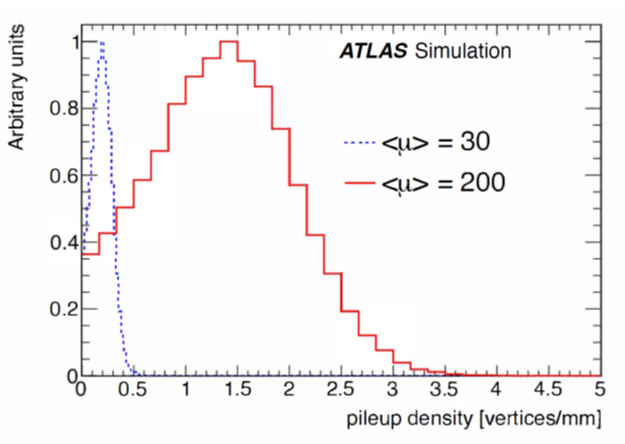 Arbitrary units
1
0.8
0.6
0.4
0.2
0
ATLAS Simulation
<μ> = 30
<μ> = 200
0 0.5 1 1.5 2 2.5 3 3.5 4 4.5 5
pileup density [vertices/mm]